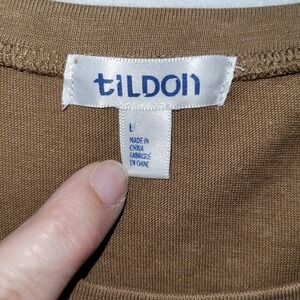 tiLDON
L
MADE IN
CHINA
FABRIQUÉ
EN CHINE